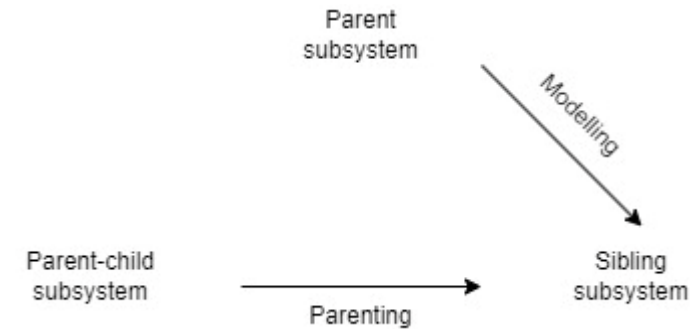 Parent
subsystem
Modelling
Parent-child
subsystem
Parenting
Sibling
subsystem